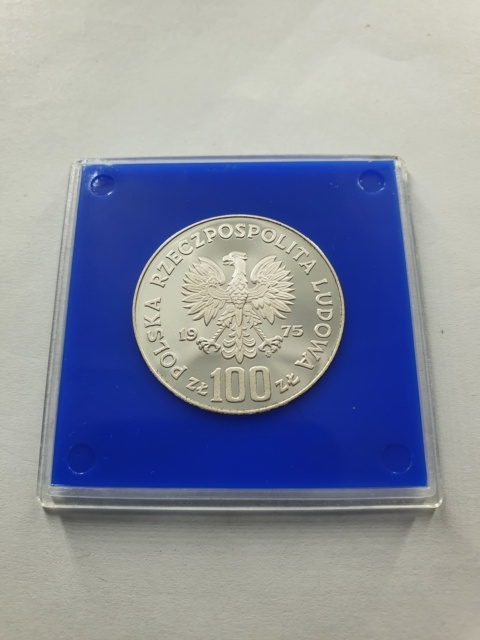 POLSKA RZECZPOSPOLITA LUDOWA
19 75
ZŁ 100 ZŁ